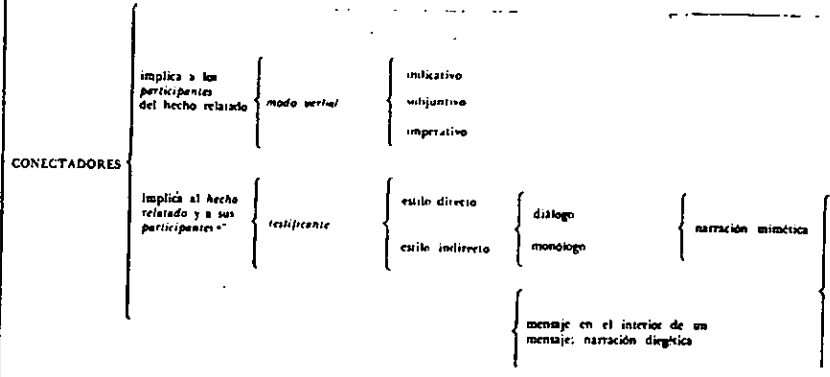 implica a los
participantes
del hecho relatado
modo verbal
indicativo
subjuntivo
imperativo
CONECTADORES
Implica al hecho
relatado y a sus
participantes
testificante
estilo directo
estilo indirecto
diálogo
monólogo
narración mimética
mensaje en el interior de un
mensaje: narración diegética